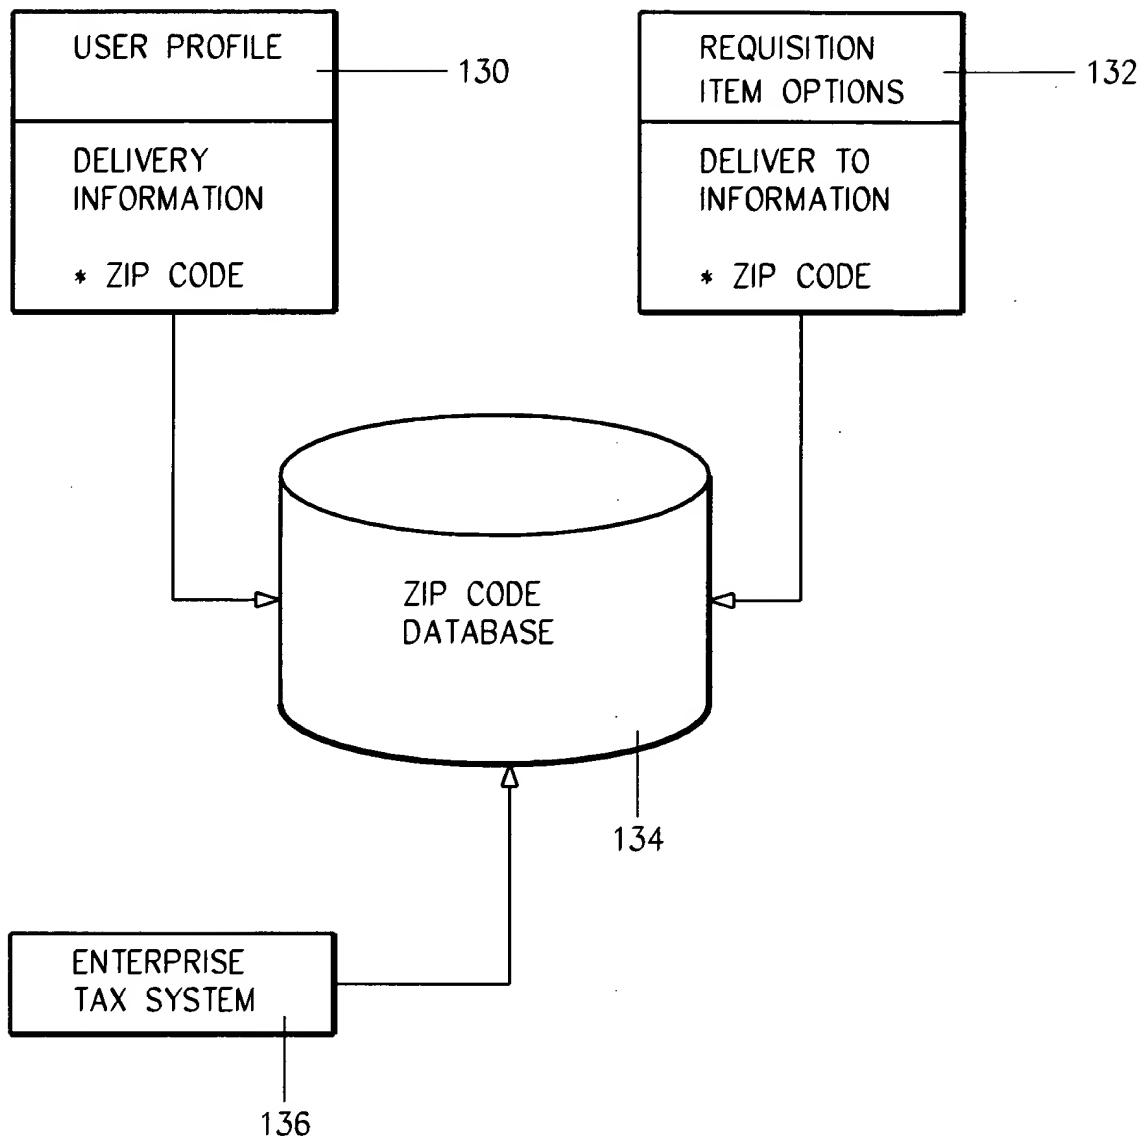 USER PROFILE
130
DELIVERY
INFORMATION
* ZIP CODE
REQUISITION
ITEM OPTIONS
132
DELIVER TO
INFORMATION
* ZIP CODE
ZIP CODE
DATABASE
134
ENTERPRISE
TAX SYSTEM
136